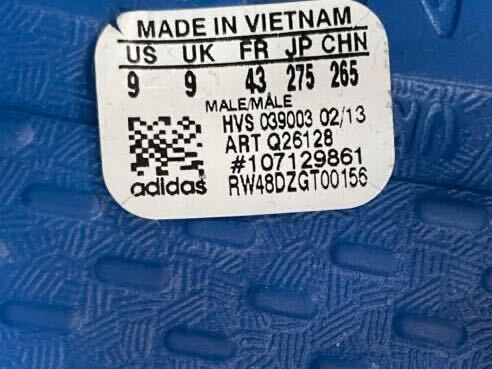 MADE IN VIETNAM
US UK FR JP CHN
9 9 43 275 265
MALE/MÂLE
HVS 039003 02/13
ART Q26128
#107129861
adidas RW48DZGT00156